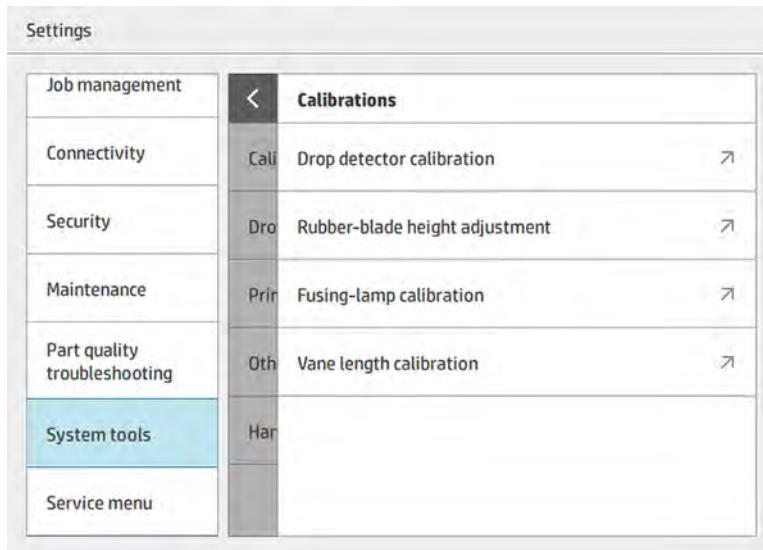 Settings
Job management
Connectivity
Security
Maintenance
Part quality
troubleshooting
System tools
Service menu
Calibrations
Cali
Drop detector calibration
Dro
Rubber-blade height adjustment
Prin
Fusing-lamp calibration
Oth
Vane length calibration
Har